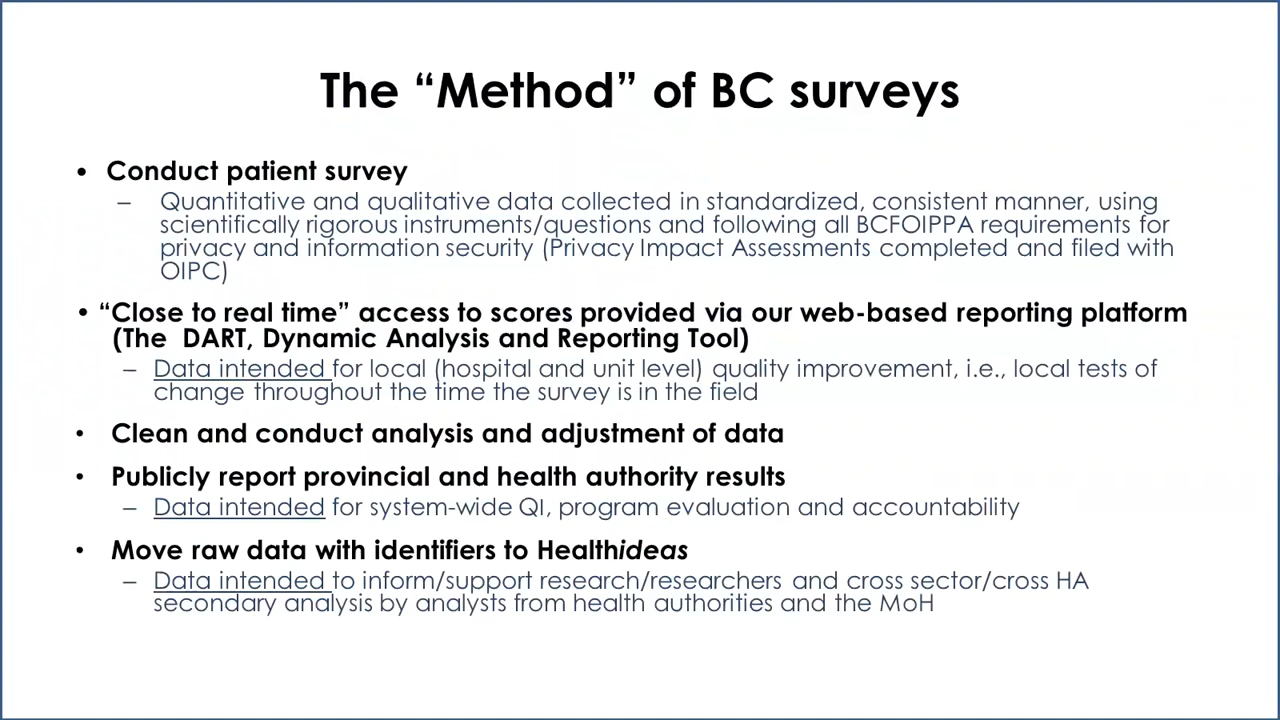 The “Method” of BC surveys
• Conduct patient survey
– Quantitative and qualitative data collected in standardized, consistent manner, using
scientifically rigorous instruments/questions and following all BCFOIPPA requirements for
privacy and information security (Privacy Impact Assessments completed and filed with
OIPC)
• “Close to real time” access to scores provided via our web-based reporting platform
(The DART, Dynamic Analysis and Reporting Tool)
– Data intended for local (hospital and unit level) quality improvement, i.e., local tests of
change throughout the time the survey is in the field
• Clean and conduct analysis and adjustment of data
• Publicly report provincial and health authority results
– Data intended for system-wide QI, program evaluation and accountability
• Move raw data with identifiers to Healthideas
– Data intended to inform/support research/researchers and cross sector/cross HA
secondary analysis by analysts from health authorities and the MoH